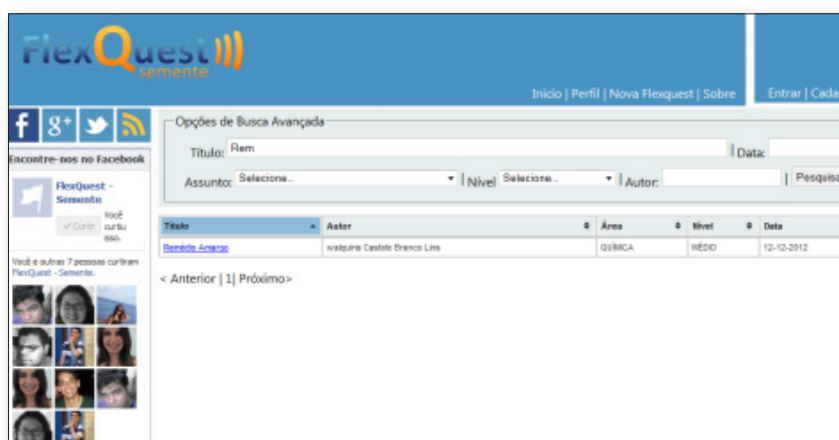 FlexQuest
semente
Início | Perfil | Nova Flexquest | Sobre
Entrar | Cada
f g+
Opções de Busca Avançada
Título: Rem | Data:
Assunto: Selecione... | Nível Selecione... | Autor: | Pesquisa
Encontre-nos no Facebook
FlexQuest -
Semente
Curtir
Você
curtiu
isso.
Você e outras 7 pessoas curtiram
FlexQuest - Semente.
Título Autor Área Nível Data
Remédio Amargo walquiria Castelo Branco Lins QUÍMICA MÉDIO 12-12-2012
< Anterior | 1| Próximo>